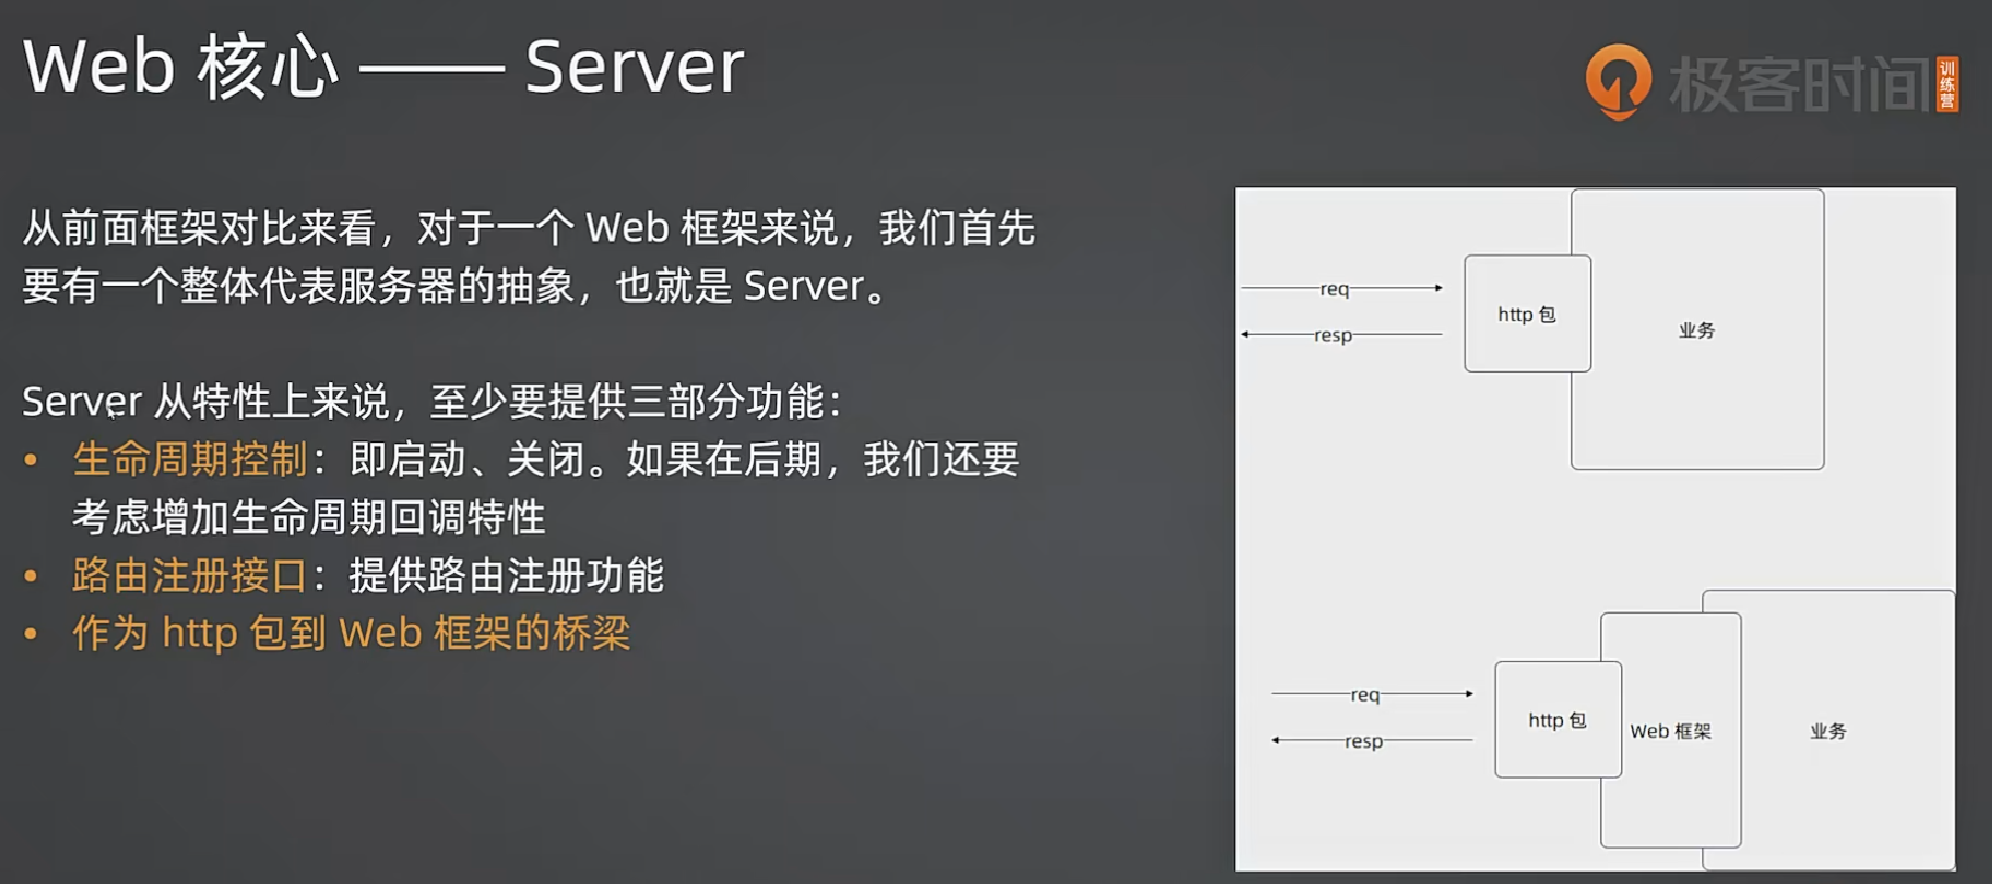 Web 核心 —— Server
极客时间
训练营
从前面框架对比来看，对于一个 Web 框架来说，我们首先
要有一个整体代表服务器的抽象，也就是 Server。
Server 从特性上来说，至少要提供三部分功能：
• 生命周期控制：即启动、关闭。如果在后期，我们还要
考虑增加生命周期回调特性
• 路由注册接口：提供路由注册功能
• 作为 http 包到 Web 框架的桥梁
req
resp
http 包
业务
req
resp
http 包
Web 框架
业务